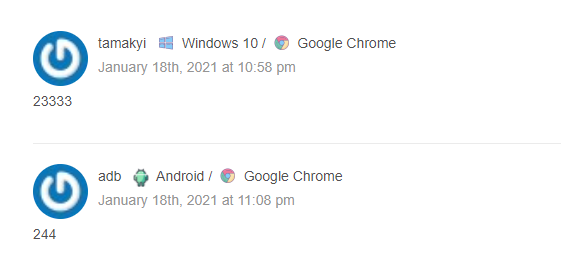 tamakyi Windows 10 / Google Chrome
January 18th, 2021 at 10:58 pm
23333
adb Android / Google Chrome
January 18th, 2021 at 11:08 pm
244